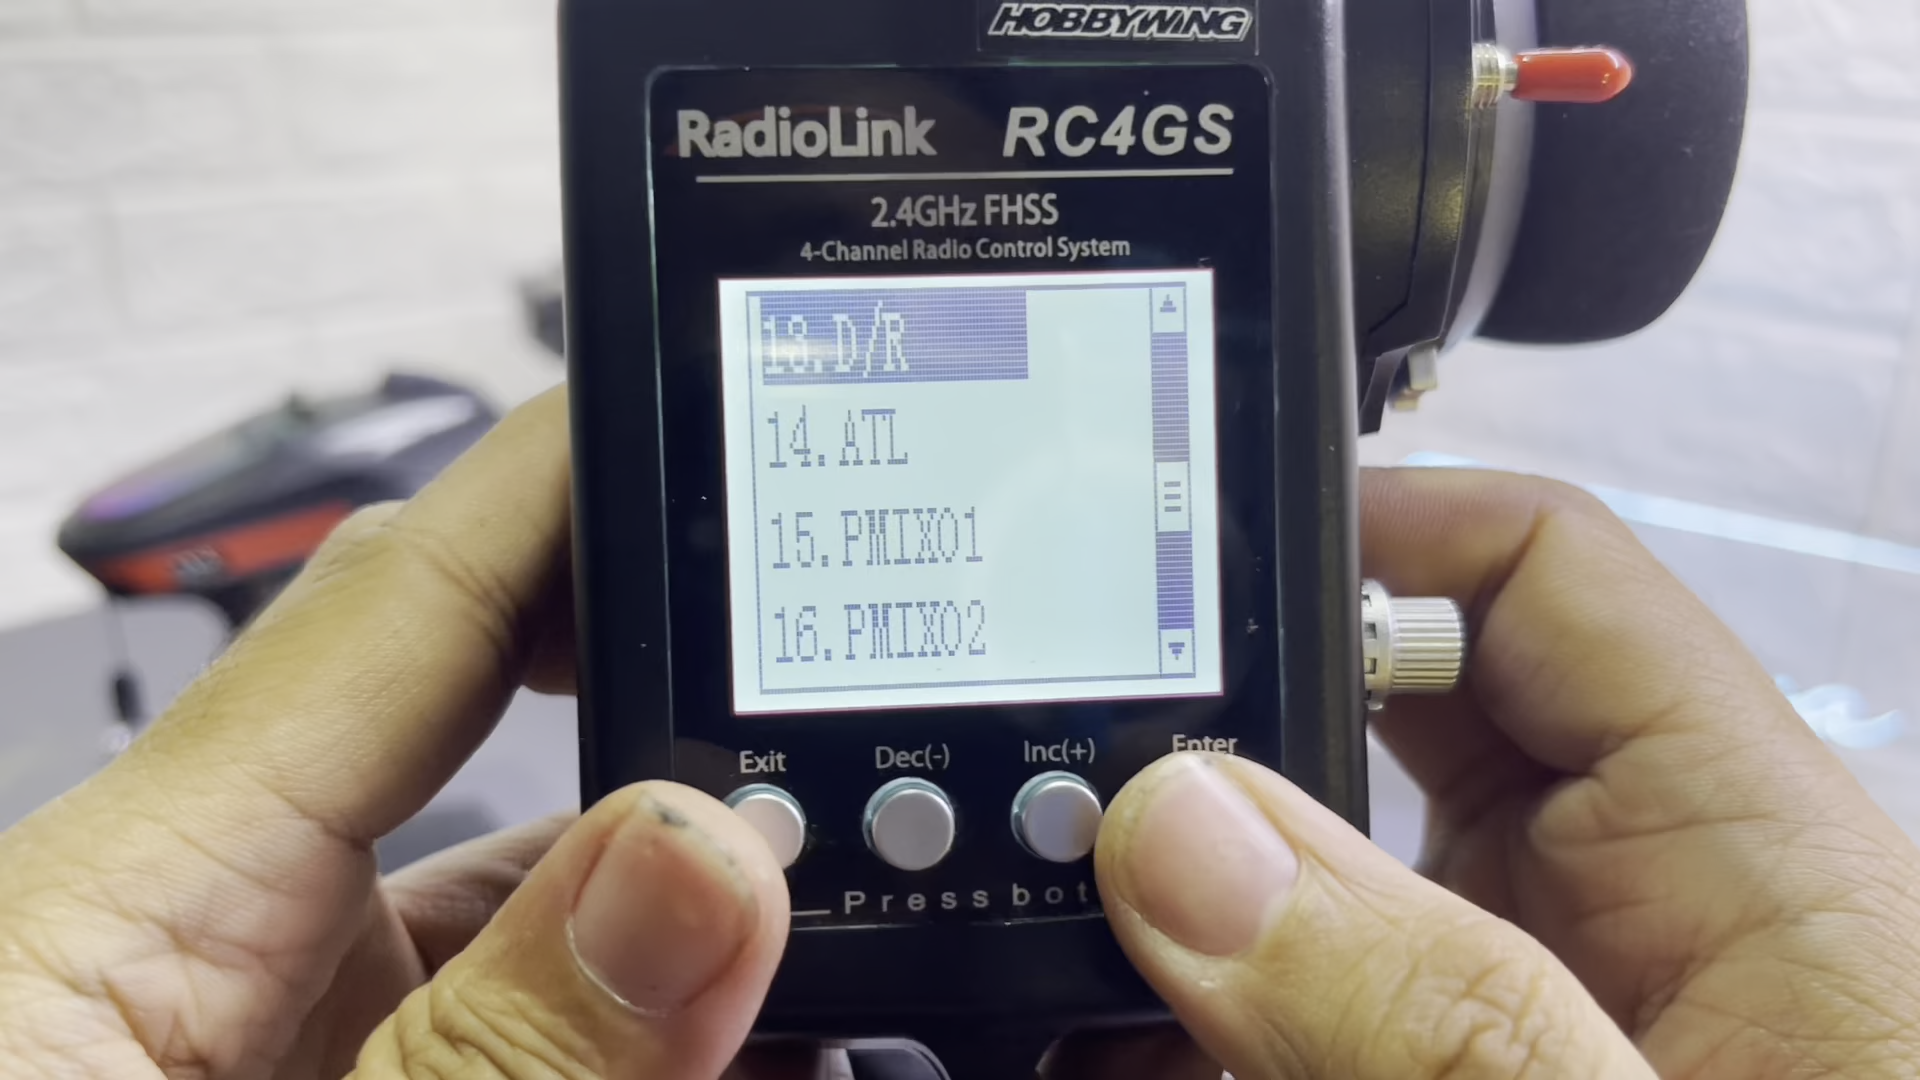 HOBBYWING
RadioLink RC4GS
2.4GHz FHSS
4-Channel Radio Control System
13.D/R
14.ATL
15.PMIX01
16.PMIX02
Exit Dec(-) Inc(+) Enter
Press bot